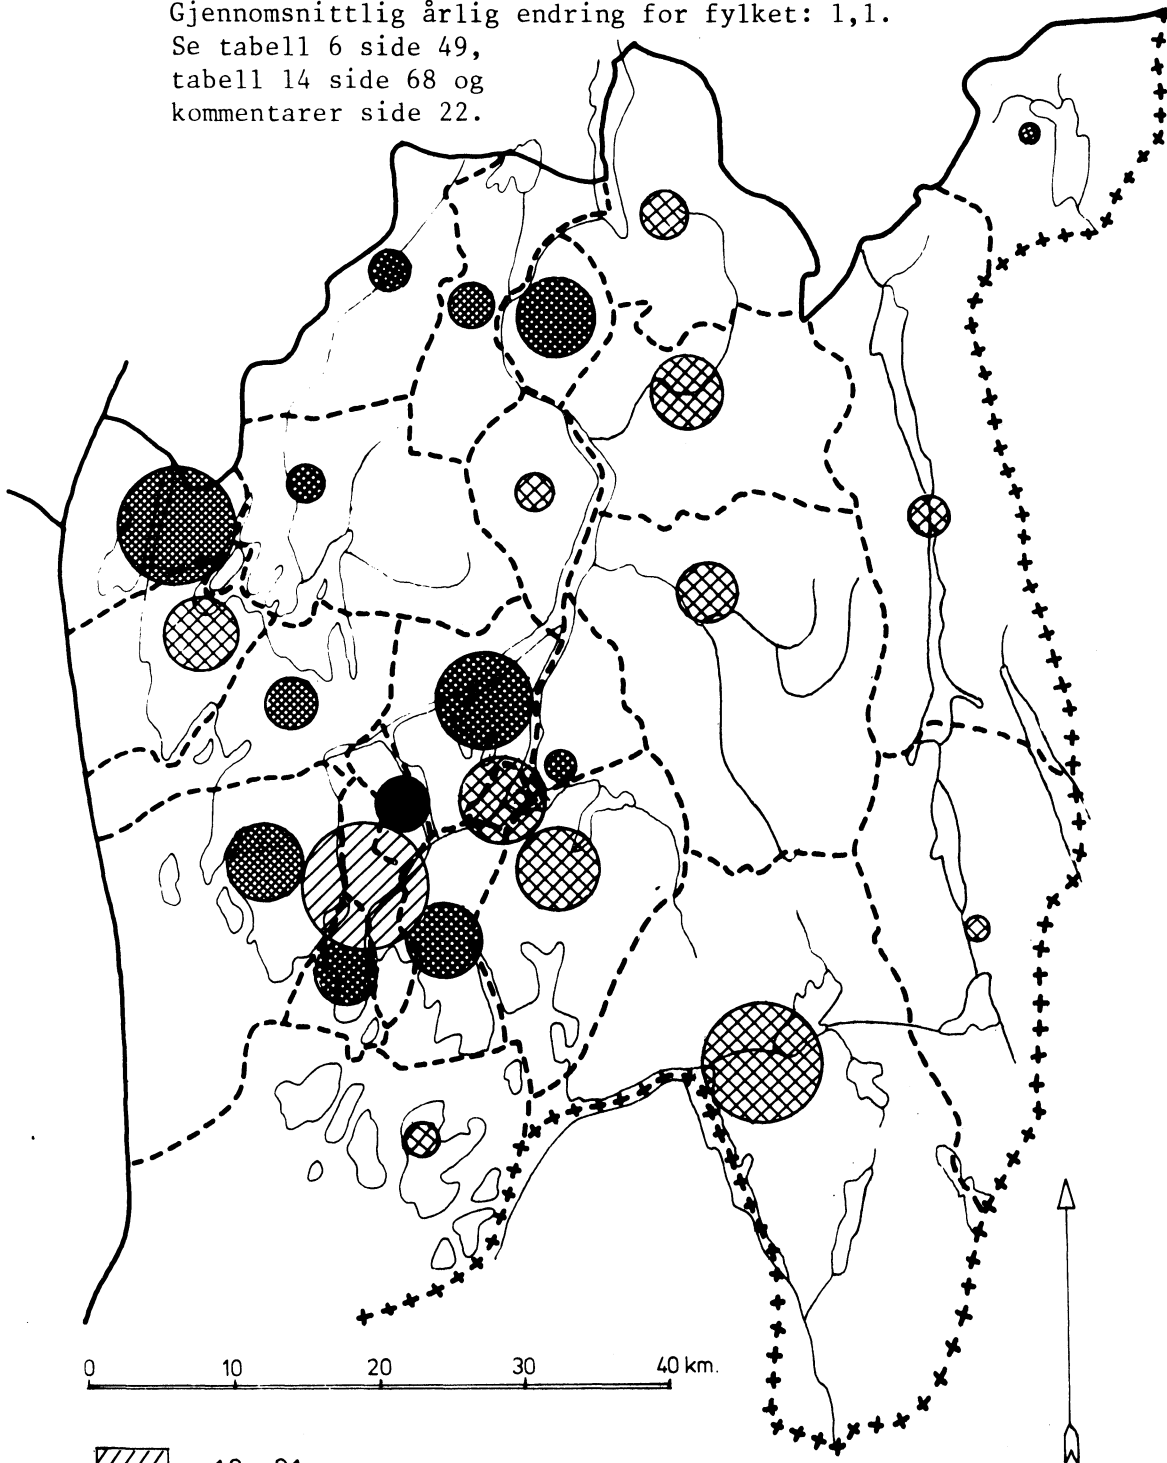 Gjennomsnittlig årlig endring for fylket: 1,1.
Se tabell 6 side 49,
tabell 14 side 68 og
kommentarer side 22.
0 10 20 30 40 km.